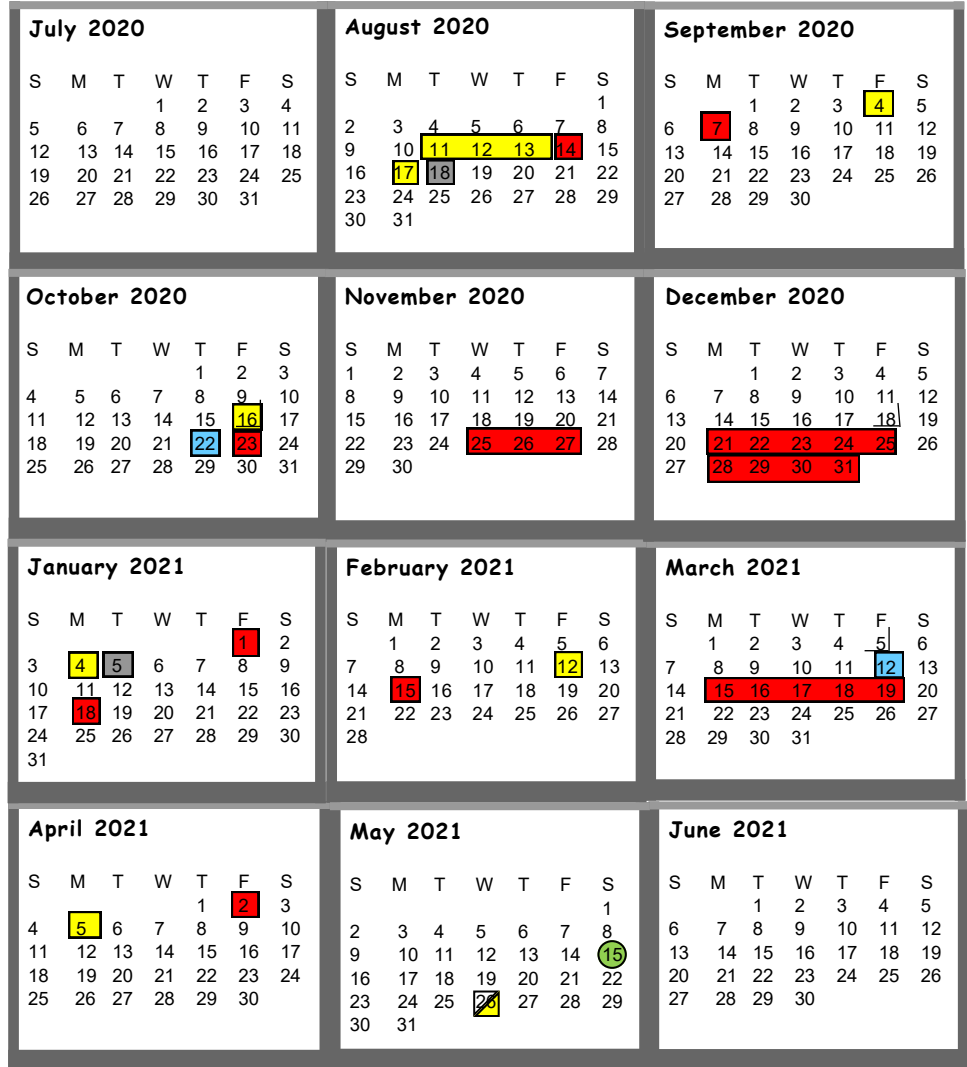 July 2020
S M T W T F S
1 2 3 4
5 6 7 8 9 10 11
12 13 14 15 16 17 18
19 20 21 22 23 24 25
26 27 28 29 30 31
August 2020
S M T W T F S
1
2 3 4 5 6 7 8
9 10 11 12 13 14 15
16 17 18 19 20 21 22
23 24 25 26 27 28 29
30 31
September 2020
S M T W T F S
1 2 3 4 5
6 7 8 9 10 11 12
13 14 15 16 17 18 19
20 21 22 23 24 25 26
27 28 29 30
October 2020
S M T W T F S
1 2 3
4 5 6 7 8 9 10
11 12 13 14 15 16 17
18 19 20 21 22 23 24
25 26 27 28 29 30 31
November 2020
S M T W T F S
1 2 3 4 5 6 7
8 9 10 11 12 13 14
15 16 17 18 19 20 21
22 23 24 25 26 27 28
29 30
December 2020
S M T W T F S
1 2 3 4 5
6 7 8 9 10 11 12
13 14 15 16 17 18 19
20 21 22 23 24 25 26
27 28 29 30 31
January 2021
S M T W T F S
1 2
3 4 5 6 7 8 9
10 11 12 13 14 15 16
17 18 19 20 21 22 23
24 25 26 27 28 29 30
31
February 2021
S M T W T F S
1 2 3 4 5 6
7 8 9 10 11 12 13
14 15 16 17 18 19 20
21 22 23 24 25 26 27
28
March 2021
S M T W T F S
1 2 3 4 5 6
7 8 9 10 11 12 13
14 15 16 17 18 19 20
21 22 23 24 25 26 27
28 29 30 31
April 2021
S M T W T F S
1 2 3
4 5 6 7 8 9 10
11 12 13 14 15 16 17
18 19 20 21 22 23 24
25 26 27 28 29 30
May 2021
S M T W T F S
1
2 3 4 5 6 7 8
9 10 11 12 13 14 15
16 17 18 19 20 21 22
23 24 25 26 27 28 29
30 31
June 2021
S M T W T F S
1 2 3 4 5
6 7 8 9 10 11 12
13 14 15 16 17 18 19
20 21 22 23 24 25 26
27 28 29 30